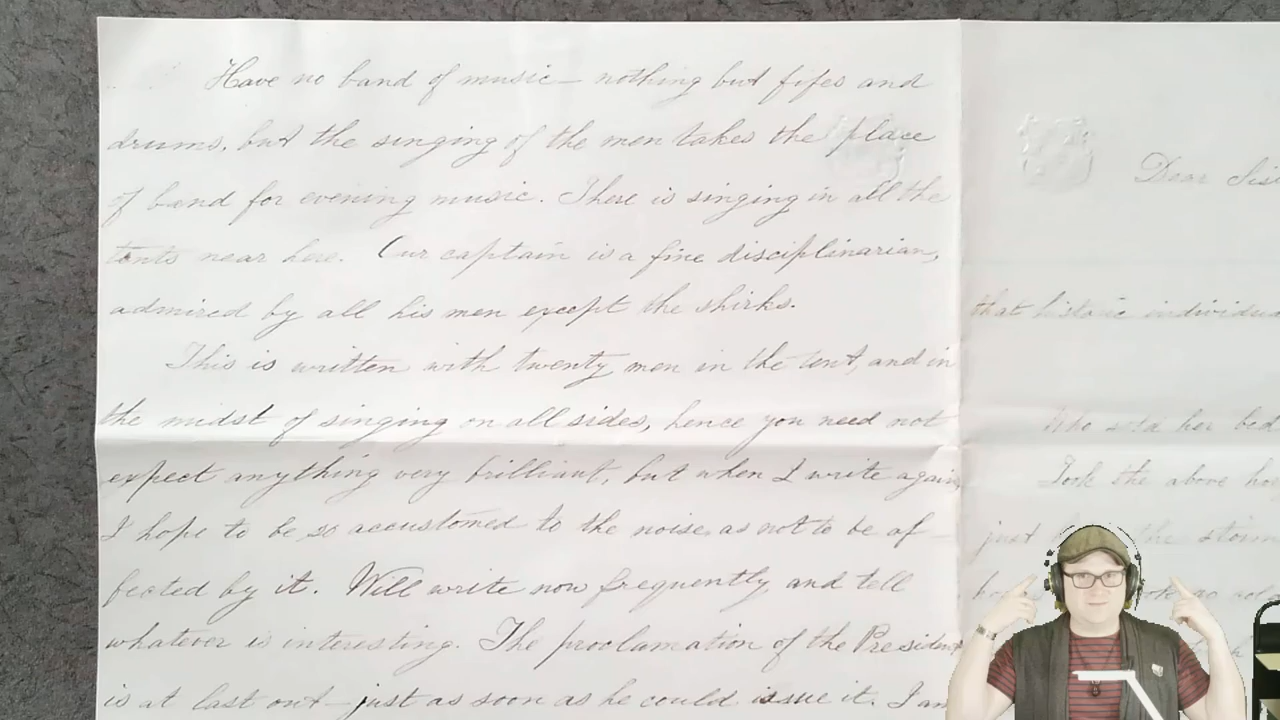 Have no band of music — nothing but fifes and
drums, but the singing of the men takes the place
of band for evening music. There is singing in all the
tents near here. Our captain is a fine disciplinarian,
admired by all his men except the shirks.
This is written with twenty men in the tent, and in
the midst of singing on all sides, hence you need not
expect anything very brilliant, but when I write again,
I hope to be so accustomed to the noise, as not to be af-
fected by it. Will write now frequently, and tell
whatever is interesting. The proclamation of the President
is at last out — just as soon as he could issue it. I am
Dear Sis
that historic individu
Who sold her bed
Took the above
just the storm